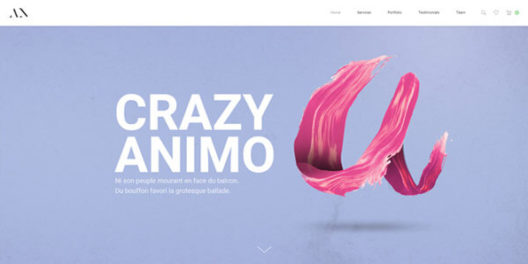 AN
Home Services Portfolio Testimonials Team
CRAZY
ANIMO
Ni son peuple mourant en face du balcon.
Du bouffon favori la grotesque ballade.
a